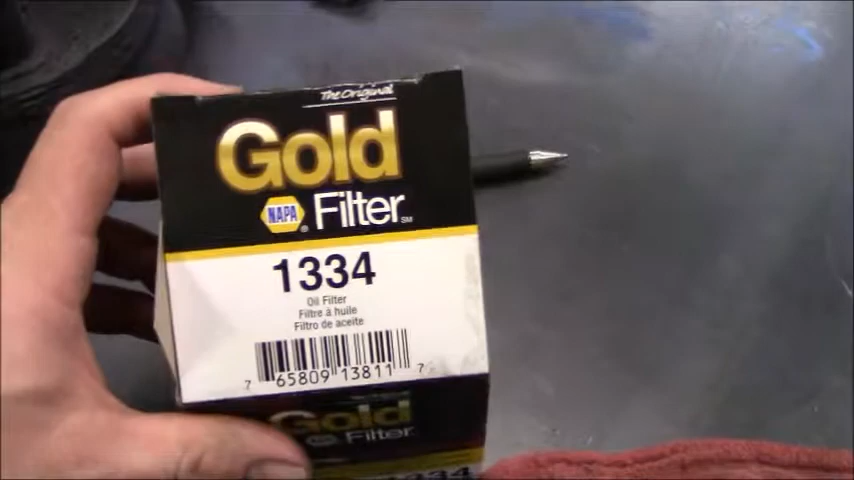 The Original
Gold
NAPA
® Filter SM
1334
Oil Filter
Filtre à huile
Filtro de aceite
7 65809 13811 7
Gold
Filter
1334